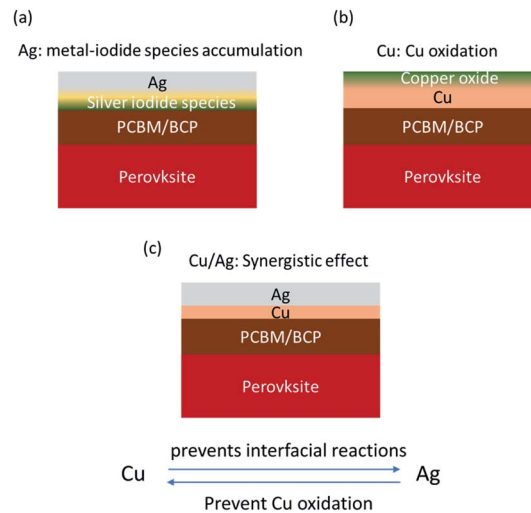 (a)
Ag: metal-iodide species accumulation
Ag
Silver iodide species
PCBM/BCP
Perovksite
(b)
Cu: Cu oxidation
Copper oxide
Cu
PCBM/BCP
Perovksite
(c)
Cu/Ag: Synergistic effect
Ag
Cu
PCBM/BCP
Perovksite
prevents interfacial reactions
Cu
Ag
Prevent Cu oxidation